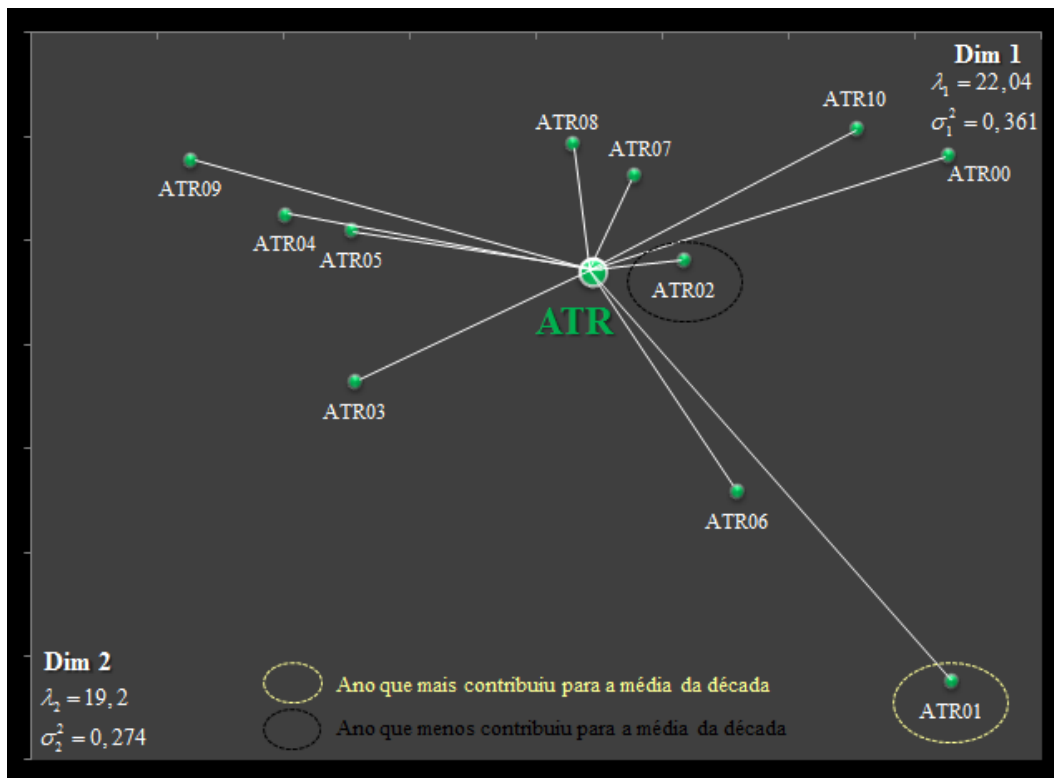 Dim 1
λ₁ = 22,04
σ₁² = 0,361
ATR10
ATR08
ATR07
ATR00
ATR09
ATR04
ATR05
ATR02
ATR
ATR03
ATR06
Dim 2
λ₂ = 19,2
σ₂² = 0,274
Ano que mais contribuiu para a média da década
Ano que menos contribuiu para a média da década
ATR01